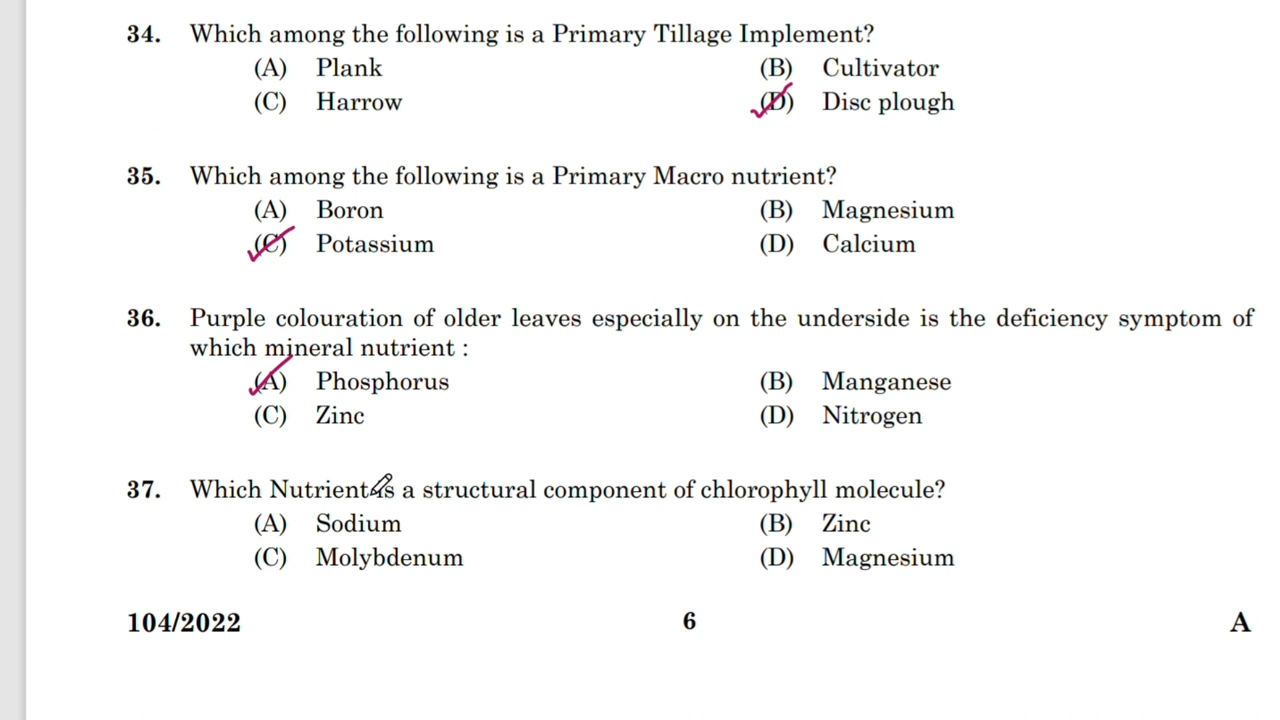 34. Which among the following is a Primary Tillage Implement?
(A) Plank (B) Cultivator
(C) Harrow (D) Disc plough
35. Which among the following is a Primary Macro nutrient?
(A) Boron (B) Magnesium
(C) Potassium (D) Calcium
36. Purple colouration of older leaves especially on the underside is the deficiency symptom of
which mineral nutrient :
(A) Phosphorus (B) Manganese
(C) Zinc (D) Nitrogen
37. Which Nutrient is a structural component of chlorophyll molecule?
(A) Sodium (B) Zinc
(C) Molybdenum (D) Magnesium
104/2022 6 A